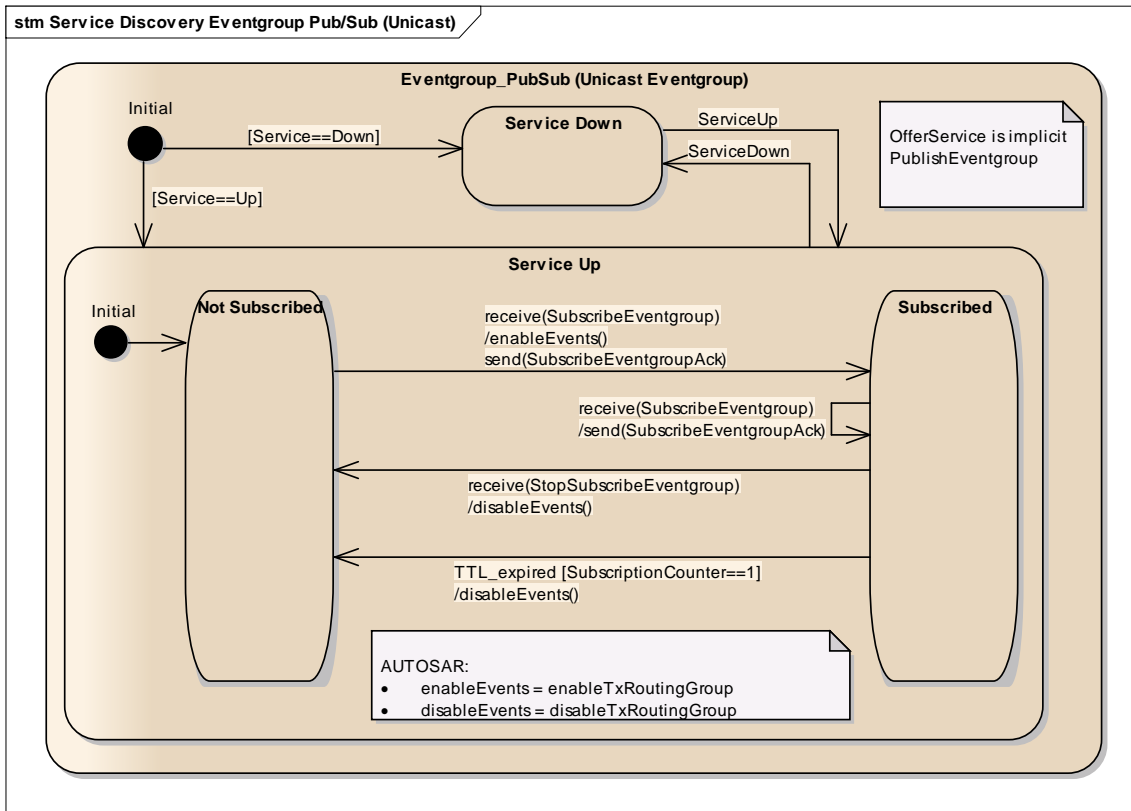 stm Service Discovery Eventgroup Pub/Sub (Unicast)
Eventgroup_PubSub (Unicast Eventgroup)
Initial
[Service==Down]
Service Down
ServiceUp
ServiceDown
OfferService is implicit
PublishEventgroup
[Service==Up]
Service Up
Initial
Not Subscribed
Subscribed
receive(SubscribeEventgroup)
/enableEvents()
send(SubscribeEventgroupAck)
receive(SubscribeEventgroup)
/send(SubscribeEventgroupAck)
receive(StopSubscribeEventgroup)
/disableEvents()
TTL_expired [SubscriptionCounter==1]
/disableEvents()
AUTOSAR:
• enableEvents = enableTxRoutingGroup
• disableEvents = disableTxRoutingGroup